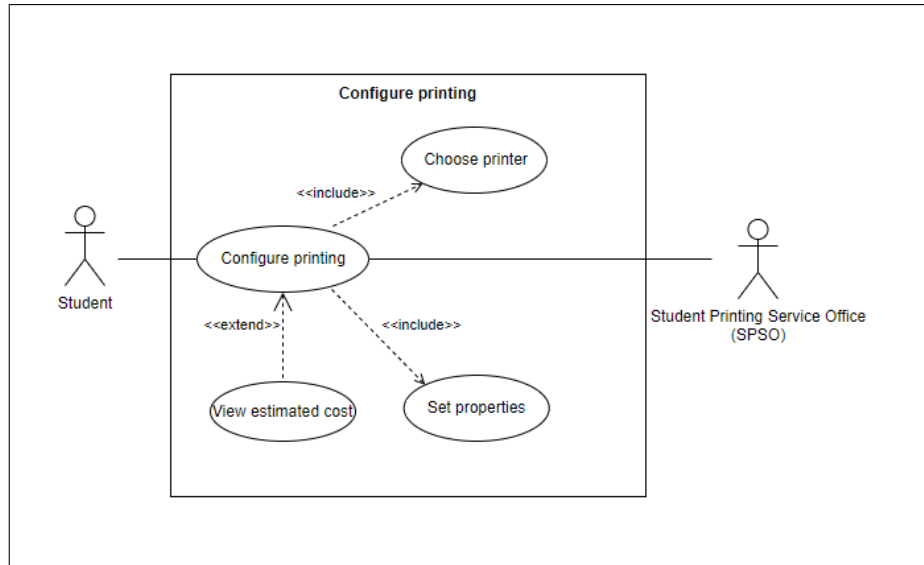 Configure printing
Choose printer
<<include>>
Configure printing
Student
Student Printing Service Office
(SPSO)
<<extend>>
<<include>>
View estimated cost
Set properties